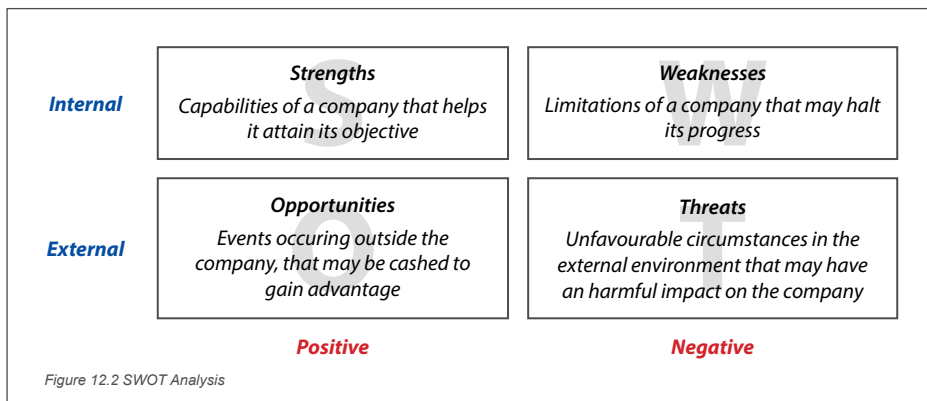 Strengths
Weaknesses
Internal
Capabilities of a company that helps
it attain its objective
Limitations of a company that may halt
its progress
Opportunities
Threats
External
Events occuring outside the
company, that may be cashed to
gain advantage
Unfavourable circumstances in the
external environment that may have
an harmful impact on the company
Positive
Negative
Figure 12.2 SWOT Analysis
S
W
O
T